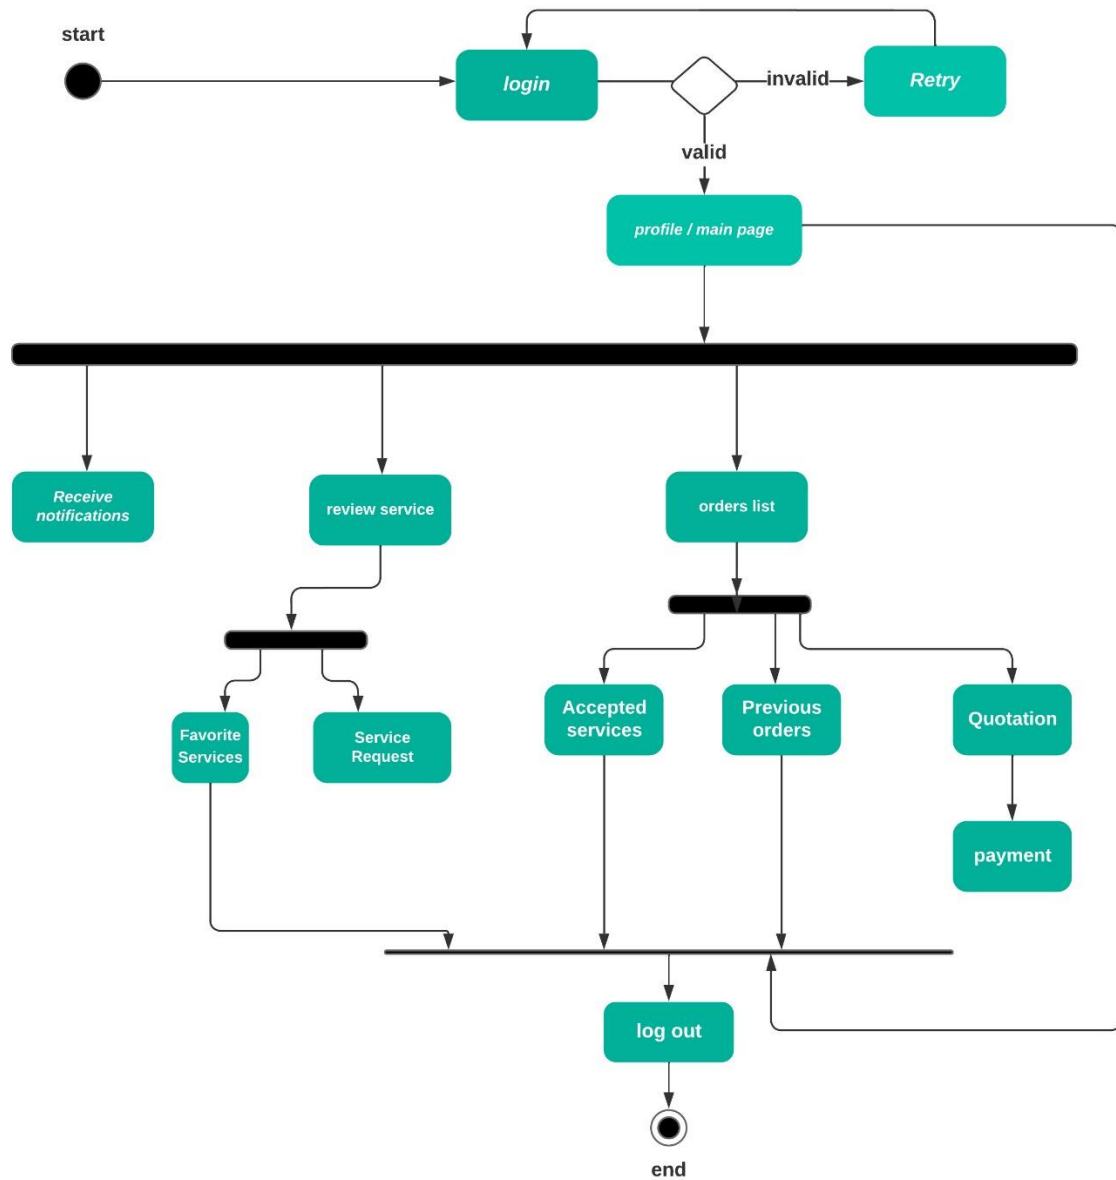 start
login
invalid
Retry
valid
profile / main page
Receive
notifications
review service
orders list
Favorite
Services
Service
Request
Accepted
services
Previous
orders
Quotation
payment
log out
end